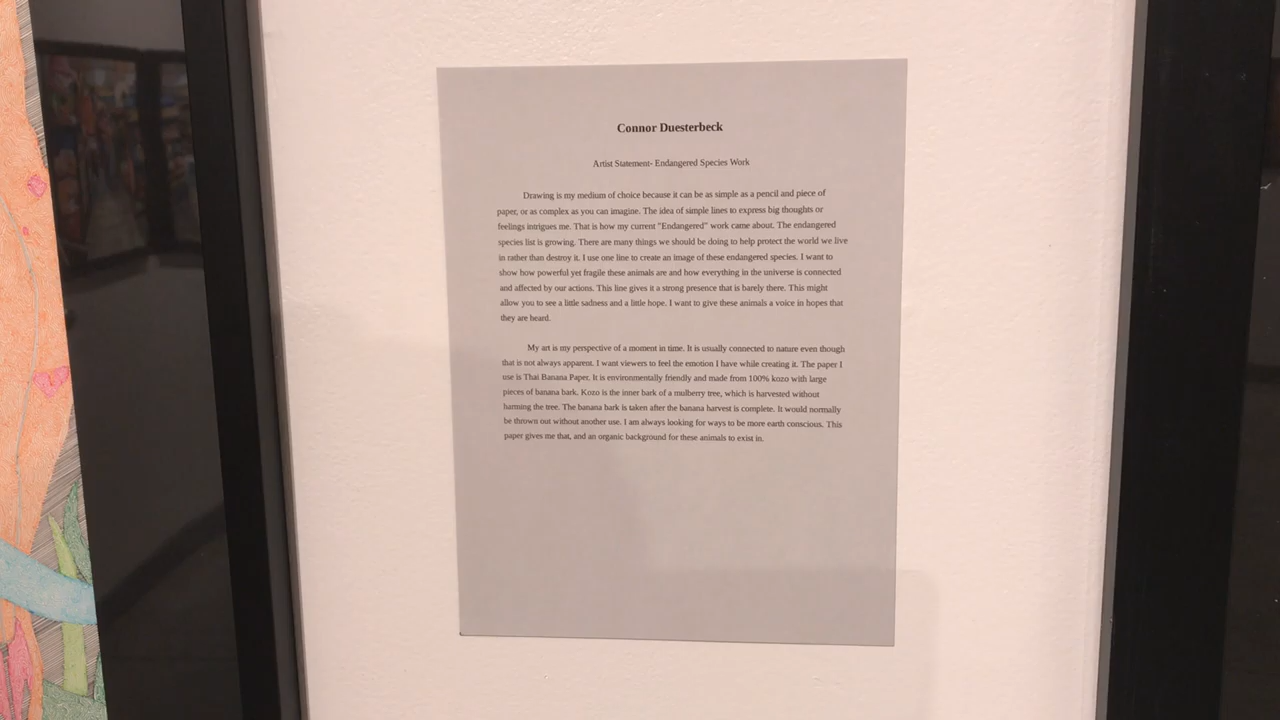 Connor Duesterbeck
Artist Statement- Endangered Species Work
Drawing is my medium of choice because it can be as simple as a pencil and piece of
paper, or as complex as you can imagine. The idea of simple lines to express big thoughts or
feelings intrigues me. That is how my current "Endangered" work came about. The endangered
species list is growing. There are many things we should be doing to help protect the world we live
in rather than destroy it. I use one line to create an image of these endangered species. I want to
show how powerful yet fragile these animals are and how everything in the universe is connected
and affected by our actions. This line gives it a strong presence that is barely there. This might
allow you to see a little sadness and a little hope. I want to give these animals a voice in hopes that
they are heard.
My art is my perspective of a moment in time. It is usually connected to nature even though
that is not always apparent. I want viewers to feel the emotion I have while creating it. The paper I
use is Thai Banana Paper. It is environmentally friendly and made from 100% kozo with large
pieces of banana bark. Kozo is the inner bark of a mulberry tree, which is harvested without
harming the tree. The banana bark is taken after the banana harvest is complete. It would normally
be thrown out without another use. I am always looking for ways to be more earth conscious. This
paper gives me that, and an organic background for these animals to exist in.